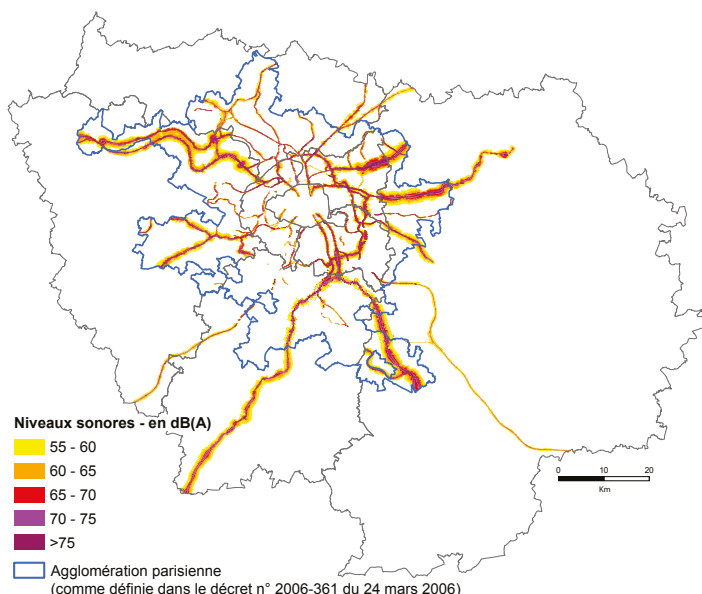 Niveaux sonores - en dB(A)
55 - 60
60 - 65
65 - 70
70 - 75
>75
Agglomération parisienne
(comme définie dans le décret n° 2006-361 du 24 mars 2006)
0 10 20
Km